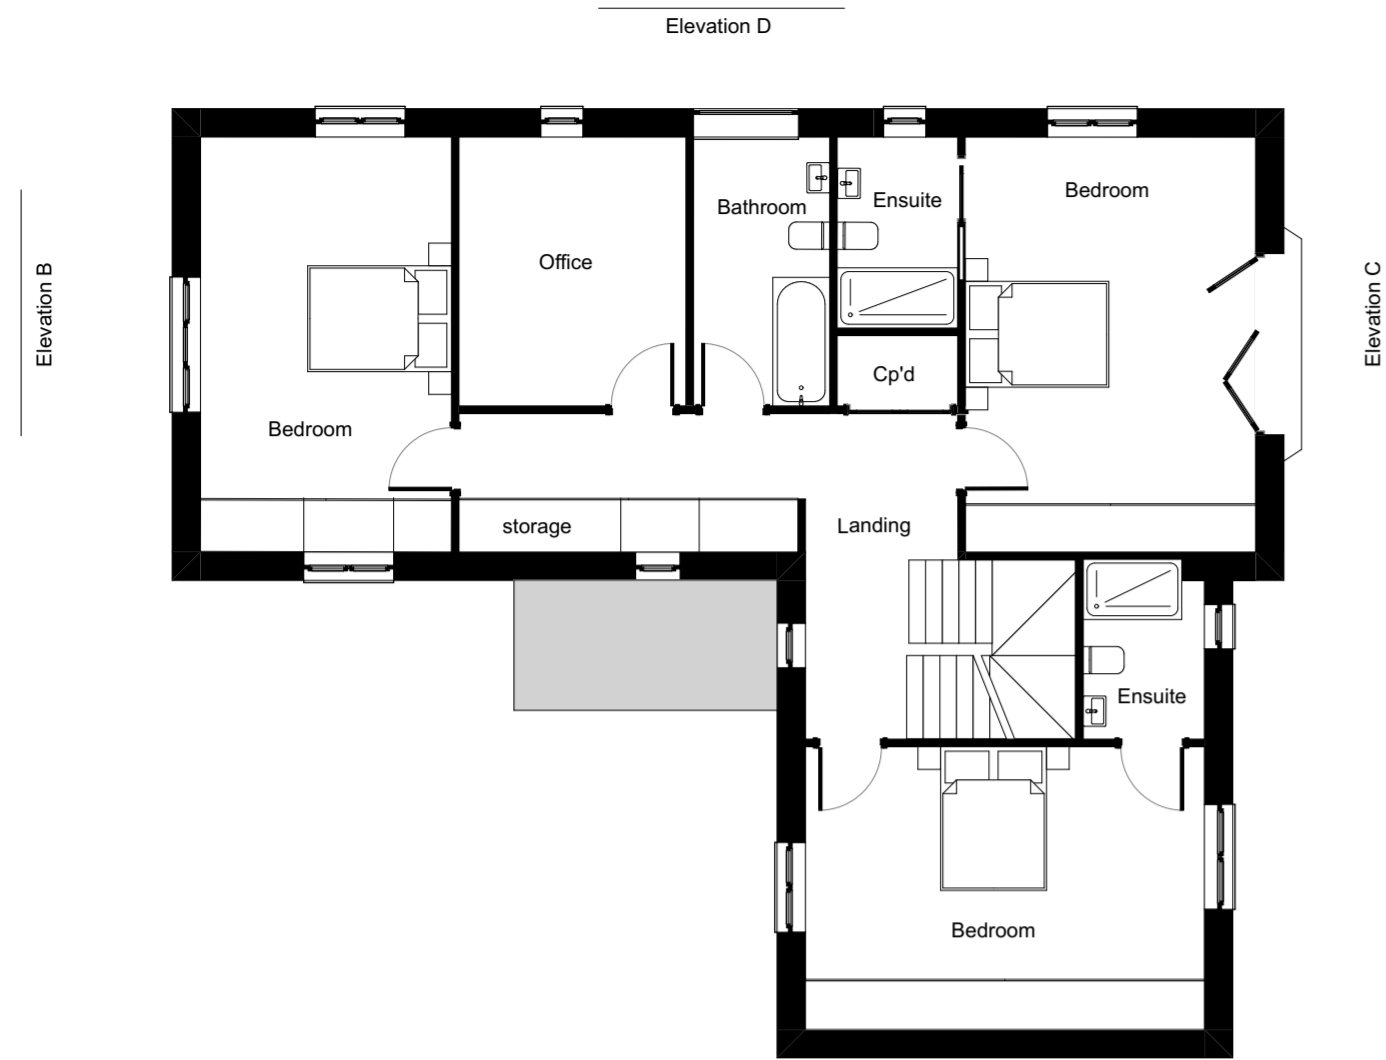 Elevation D
Elevation B
Elevation C
Bedroom
Ensuite
Bathroom
Office
Cp'd
Bedroom
storage
Landing
Ensuite
Bedroom